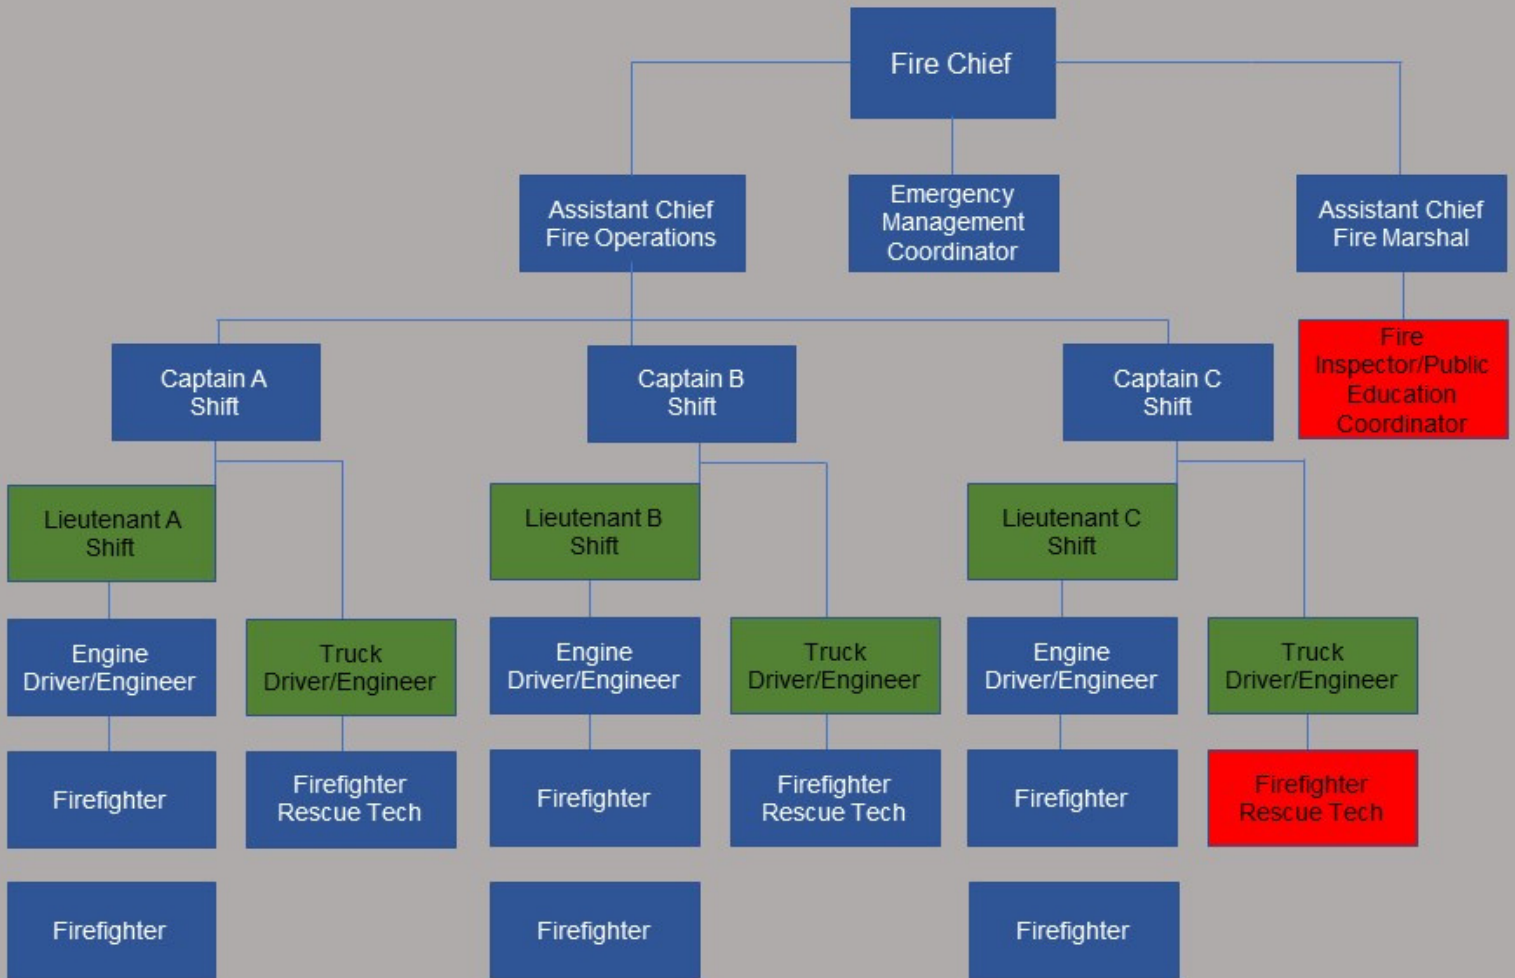 Fire Chief
Assistant Chief
Fire Operations
Emergency
Management
Coordinator
Assistant Chief
Fire Marshal
Fire
Inspector/Public
Education
Coordinator
Captain A
Shift
Captain B
Shift
Captain C
Shift
Lieutenant A
Shift
Lieutenant B
Shift
Lieutenant C
Shift
Engine
Driver/Engineer
Truck
Driver/Engineer
Engine
Driver/Engineer
Truck
Driver/Engineer
Engine
Driver/Engineer
Truck
Driver/Engineer
Firefighter
Firefighter
Rescue Tech
Firefighter
Firefighter
Rescue Tech
Firefighter
Firefighter
Rescue Tech
Firefighter
Firefighter
Firefighter